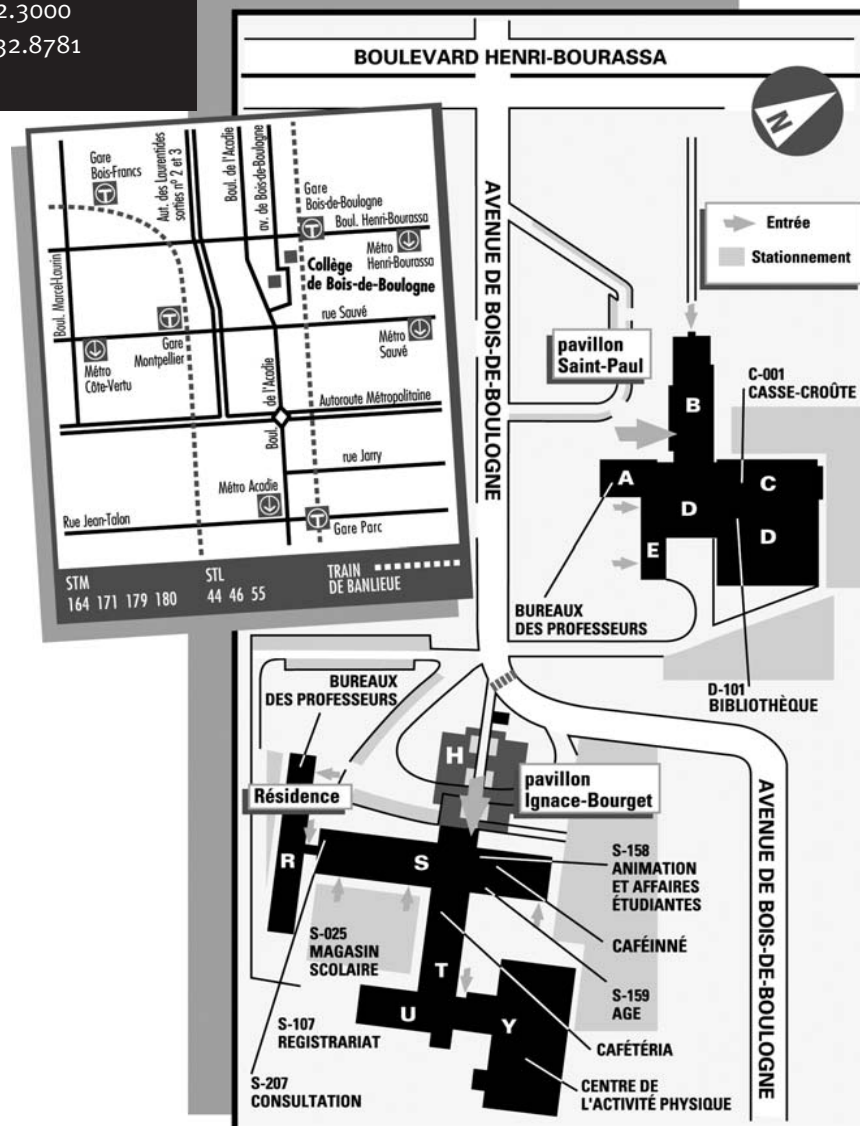 2.3000
32.8781
BOULEVARD HENRI-BOURASSA
N
Gare
Bois-Francs
Aut. des Laurentides
sorties nº 2 et 3
Boul. de l'Acadie
av. de Bois-de-Boulogne
Gare
Bois-de-Boulogne
Boul. Henri-Bourassa
Métro
Henri-Bourassa
Collège
de Bois-de-Boulogne
Boul. Marcel-Laurin
rue Sauvé
Gare
Montpellier
Métro
Côte-Vertu
Métro
Sauvé
Boul. de l'Acadie
Autoroute Métropolitaine
rue Jarry
Métro Acadie
Rue Jean-Talon
Gare Parc
STM
164 171 179 180
STL
44 46 55
TRAIN
DE BANLIEUE
AVENUE DE BOIS-DE-BOULOGNE
Entrée
Stationnement
pavillon
Saint-Paul
C-001
CASSE-CROÛTE
B
A
C
D
D
E
BUREAUX
DES PROFESSEURS
D-101
BIBLIOTHÈQUE
BUREAUX
DES PROFESSEURS
H
pavillon
Ignace-Bourget
Résidence
AVENUE DE BOIS-DE-BOULOGNE
R
S
S-158
ANIMATION
ET AFFAIRES
ÉTUDIANTES
CAFÉINNÉ
S-025
MAGASIN
SCOLAIRE
T
S-159
AGE
U
Y
S-107
REGISTRARIAT
CAFÉTÉRIA
S-207
CONSULTATION
CENTRE DE
L'ACTIVITÉ PHYSIQUE